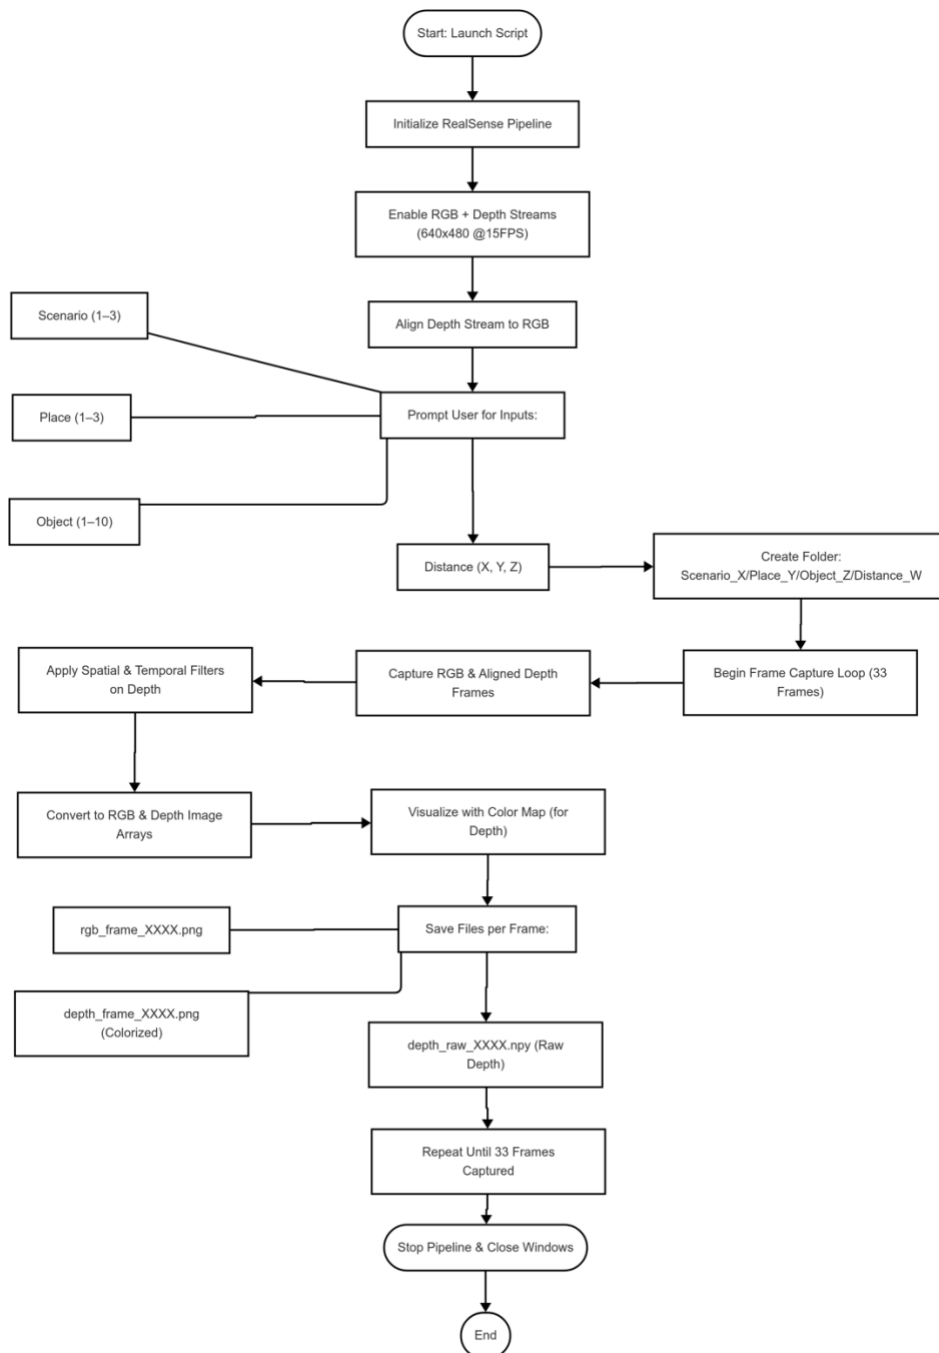 Start: Launch Script
Initialize RealSense Pipeline
Enable RGB + Depth Streams
(640x480 @15FPS)
Scenario (1–3)
Align Depth Stream to RGB
Place (1–3)
Prompt User for Inputs:
Object (1–10)
Distance (X, Y, Z)
Create Folder:
Scenario_X/Place_Y/Object_Z/Distance_W
Begin Frame Capture Loop (33
Frames)
Capture RGB & Aligned Depth
Frames
Apply Spatial & Temporal Filters
on Depth
Convert to RGB & Depth Image
Arrays
Visualize with Color Map (for
Depth)
Save Files per Frame:
rgb_frame_XXXX.png
depth_frame_XXXX.png
(Colorized)
depth_raw_XXXX.npy (Raw
Depth)
Repeat Until 33 Frames
Captured
Stop Pipeline & Close Windows
End